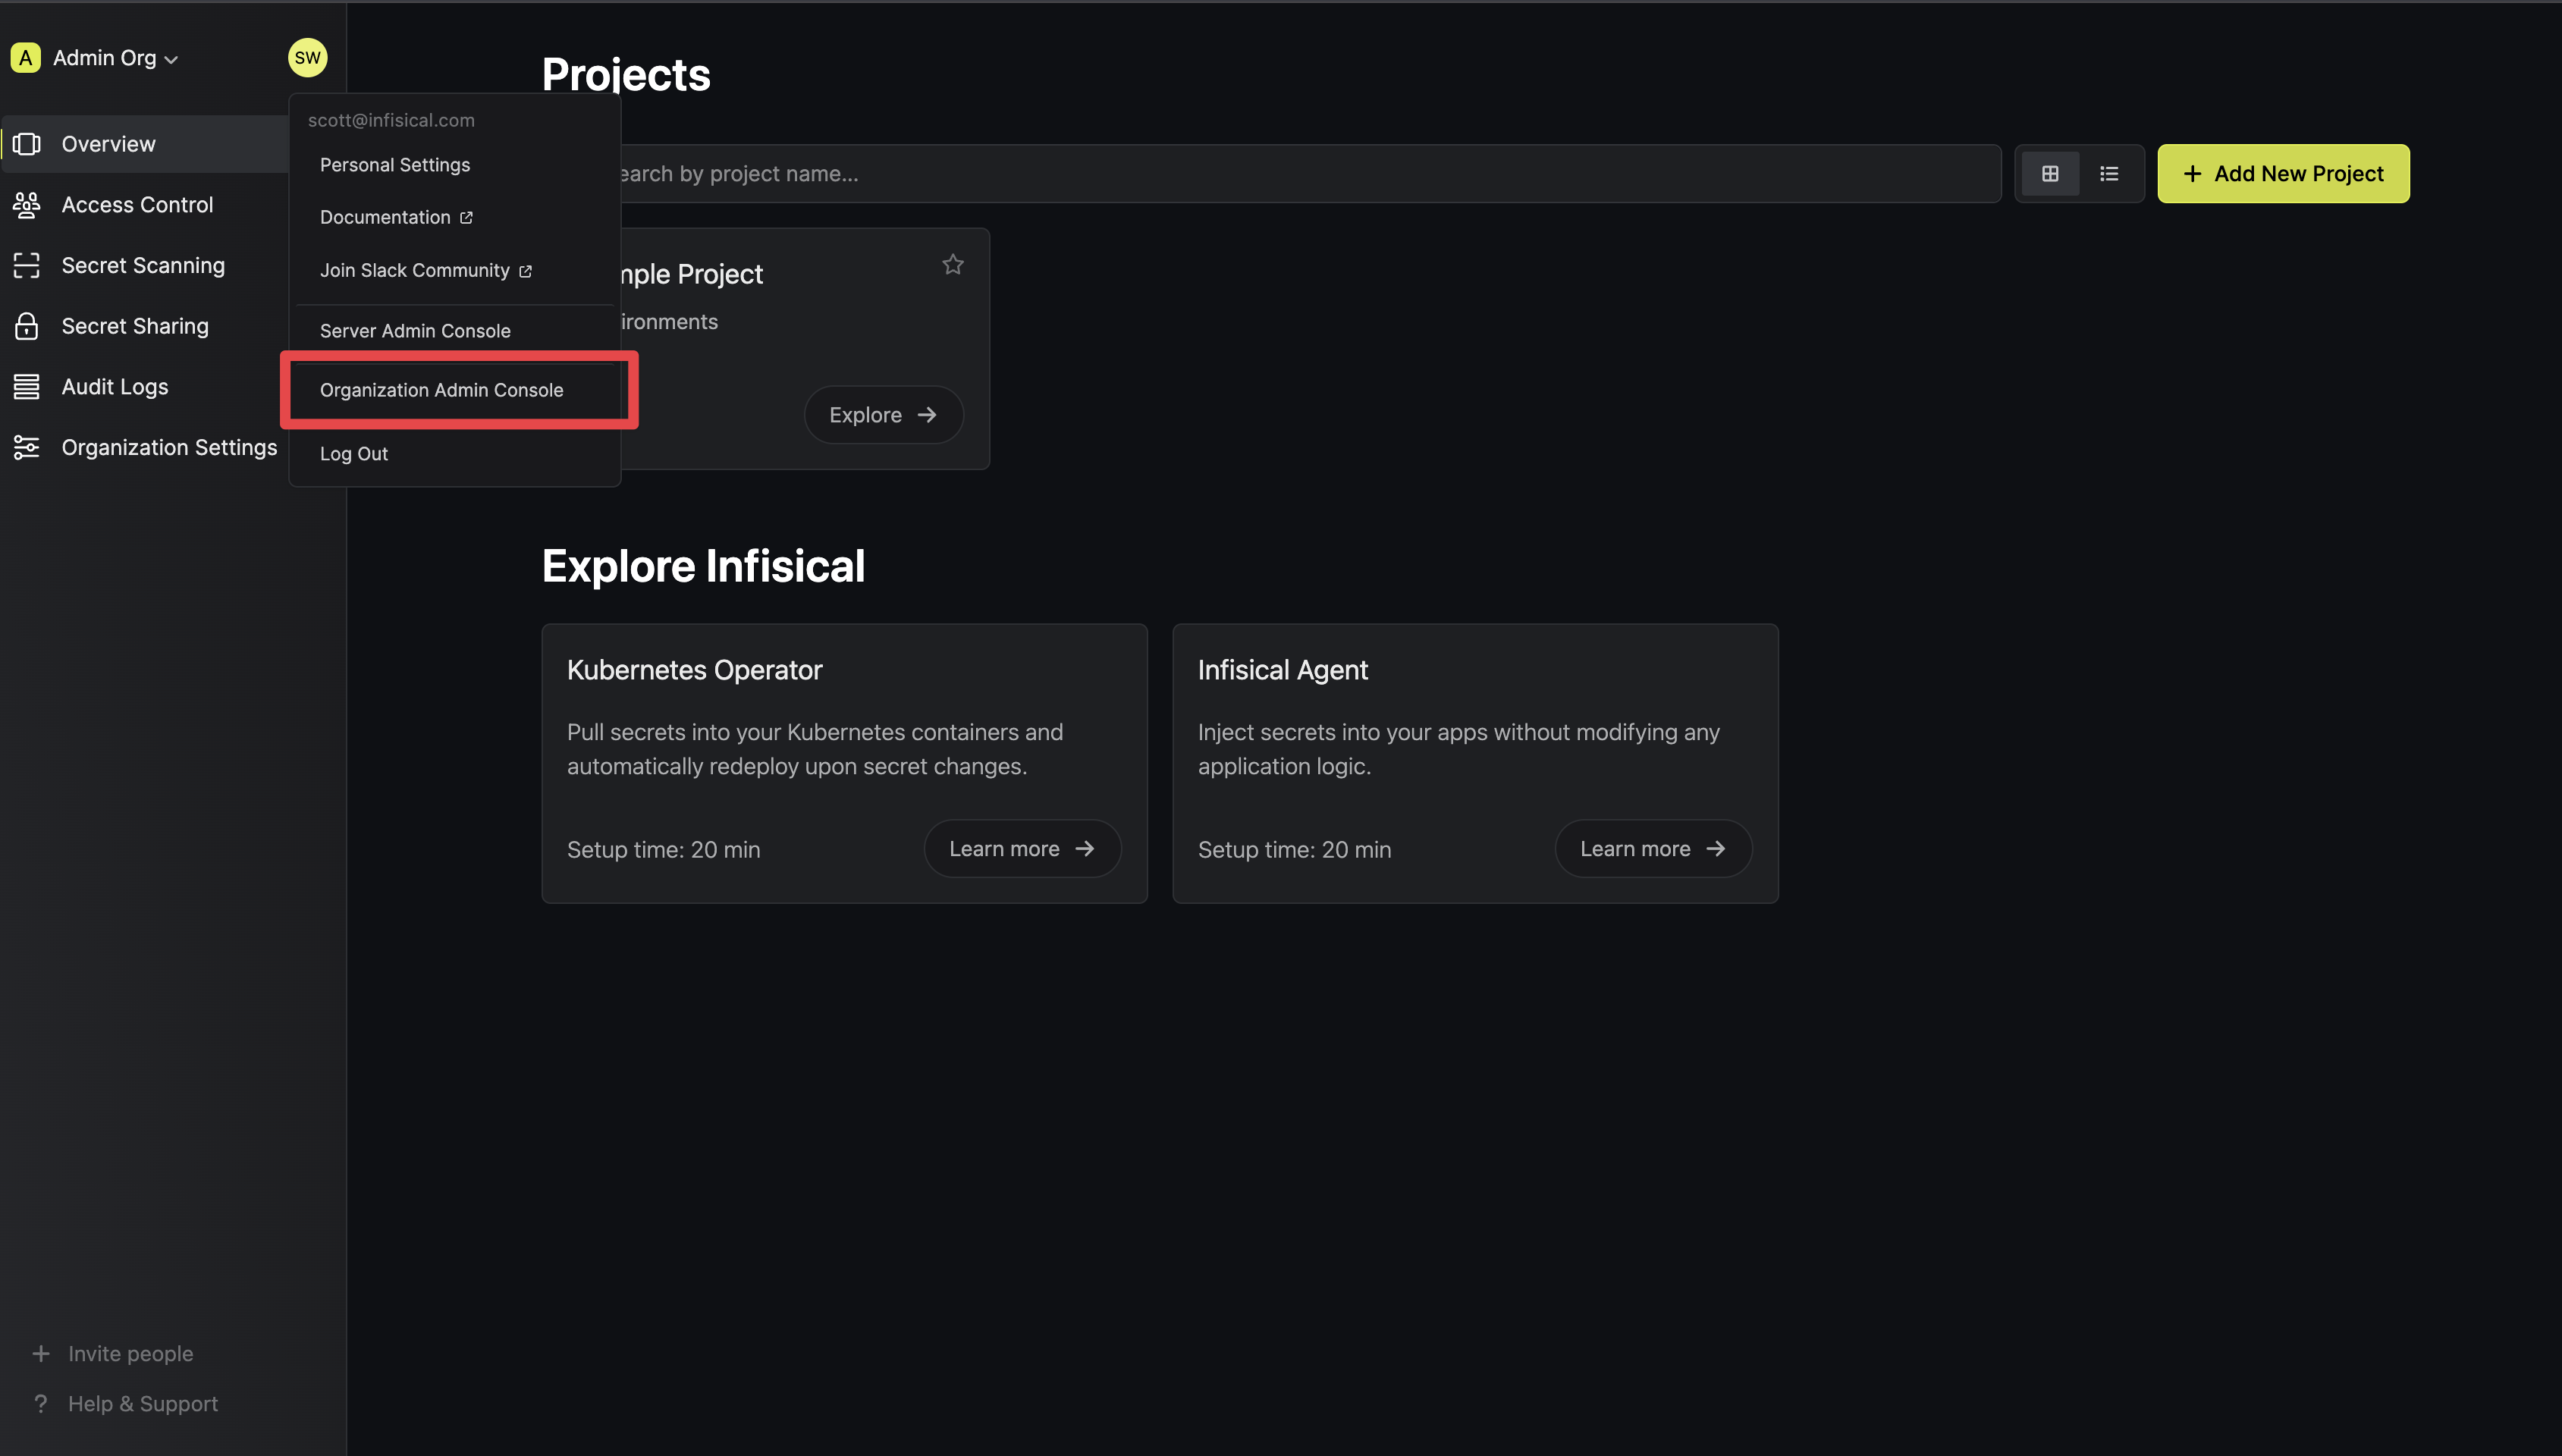 A Admin Org
SW
Overview
Access Control
Secret Scanning
Secret Sharing
Audit Logs
Organization Settings
scott@infisical.com
Personal Settings
Documentation
Join Slack Community
Server Admin Console
Organization Admin Console
Log Out
Projects
earch by project name...
Add New Project
mple Project
ironments
Explore
Explore Infisical
Kubernetes Operator
Pull secrets into your Kubernetes containers and
automatically redeploy upon secret changes.
Setup time: 20 min
Learn more
Infisical Agent
Inject secrets into your apps without modifying any
application logic.
Setup time: 20 min
Learn more
Invite people
? Help & Support